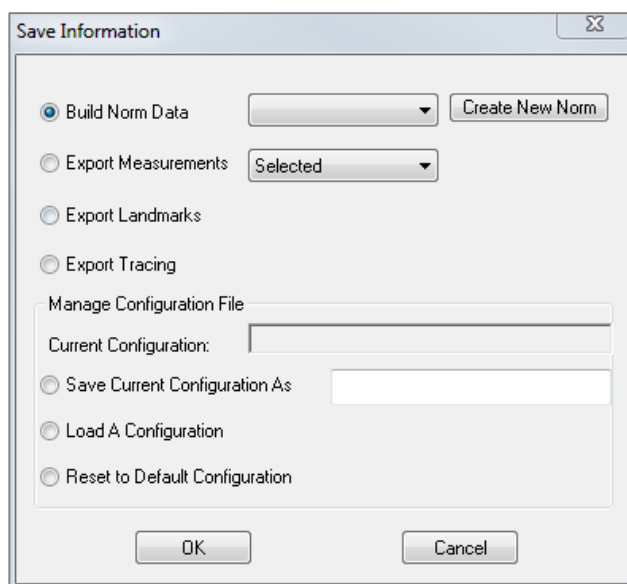 Save Information
Build Norm Data Create New Norm
Export Measurements Selected
Export Landmarks
Export Tracing
Manage Configuration File
Current Configuration:
Save Current Configuration As
Load A Configuration
Reset to Default Configuration
OK Cancel